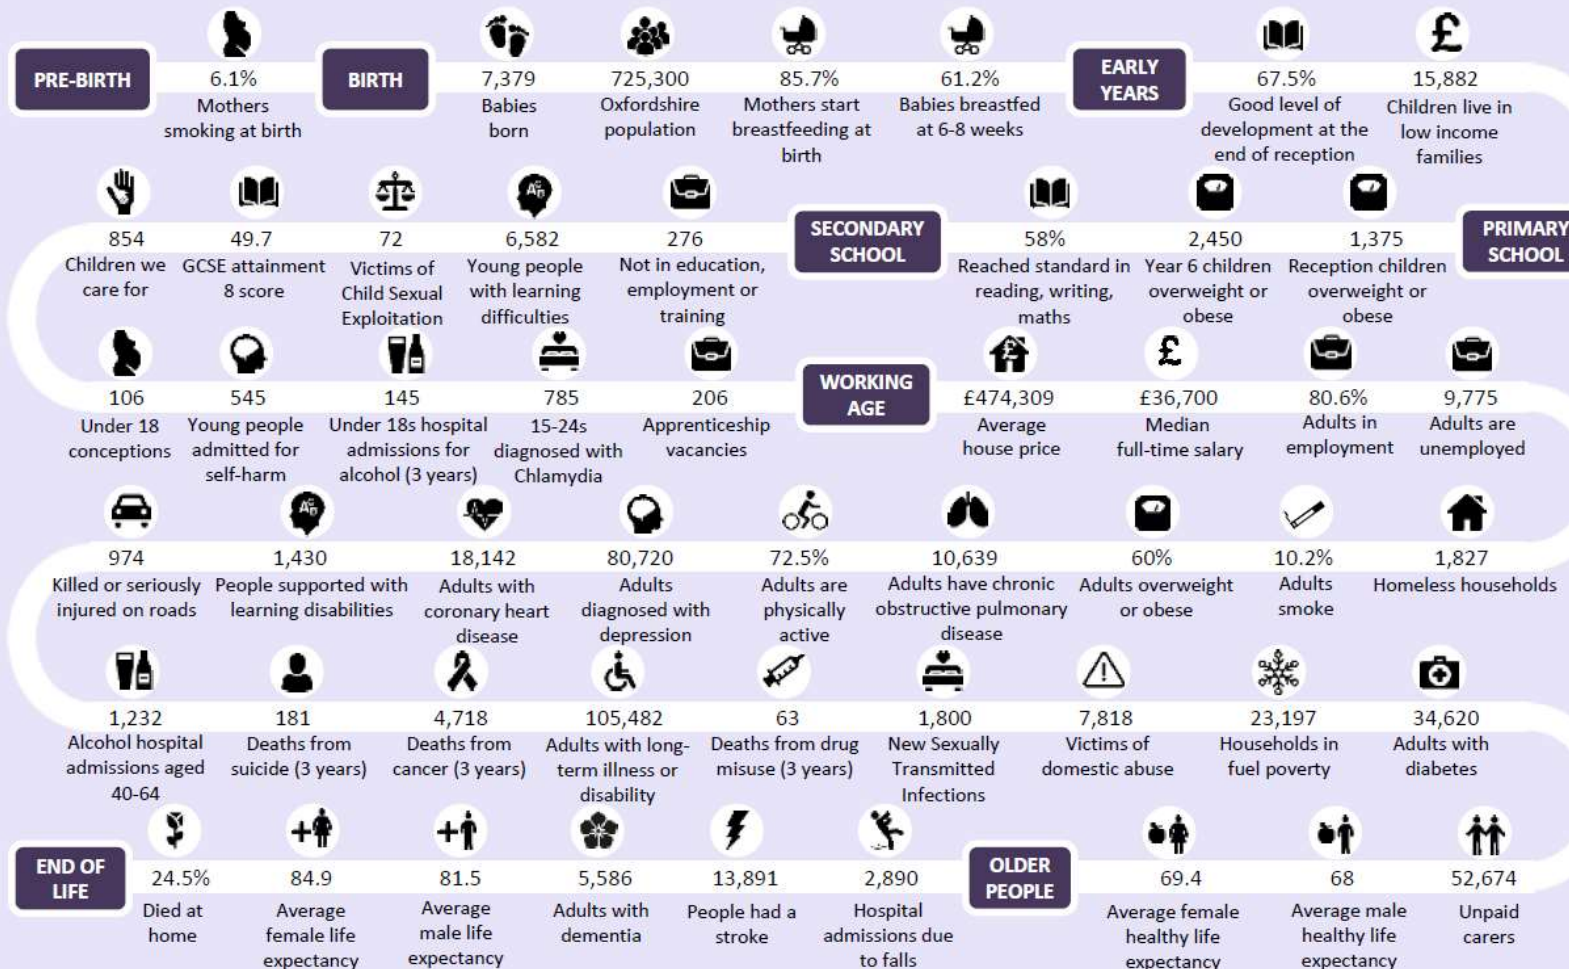 PRE-BIRTH
6.1%
Mothers
smoking at birth
BIRTH
7,379
Babies
born
725,300
Oxfordshire
population
85.7%
Mothers start
breastfeeding at
birth
61.2%
Babies breastfed
at 6-8 weeks
EARLY
YEARS
67.5%
Good level of
development at the
end of reception
£
15,882
Children live in
low income
families
PRIMARY
SCHOOL
1,375
Reception children
overweight or
obese
2,450
Year 6 children
overweight or
obese
58%
Reached standard in
reading, writing,
maths
SECONDARY
SCHOOL
276
Not in education,
employment or
training
6,582
Young people
with learning
difficulties
72
Victims of
Child Sexual
Exploitation
49.7
GCSE attainment
8 score
854
Children we
care for
106
Under 18
conceptions
545
Young people
admitted for
self-harm
145
Under 18s hospital
admissions for
alcohol (3 years)
785
15-24s
diagnosed with
Chlamydia
206
Apprenticeship
vacancies
WORKING
AGE
£
£474,309
Average
house price
£
£36,700
Median
full-time salary
80.6%
Adults in
employment
9,775
Adults are
unemployed
1,827
Homeless households
10.2%
Adults
smoke
60%
Adults overweight
or obese
10,639
Adults have chronic
obstructive pulmonary
disease
72.5%
Adults are
physically
active
80,720
Adults
diagnosed with
depression
18,142
Adults with
coronary heart
disease
1,430
People supported with
learning disabilities
974
Killed or seriously
injured on roads
1,232
Alcohol hospital
admissions aged
40-64
181
Deaths from
suicide (3 years)
4,718
Deaths from
cancer (3 years)
105,482
Adults with long-
term illness or
disability
63
Deaths from drug
misuse (3 years)
1,800
New Sexually
Transmitted
Infections
7,818
Victims of
domestic abuse
23,197
Households in
fuel poverty
34,620
Adults with
diabetes
52,674
Unpaid
carers
68
Average male
healthy life
expectancy
69.4
Average female
healthy life
expectancy
OLDER
PEOPLE
2,890
Hospital
admissions due
to falls
13,891
People had a
stroke
5,586
Adults with
dementia
81.5
Average
male life
expectancy
84.9
Average
female life
expectancy
24.5%
Died at
home
END OF
LIFE